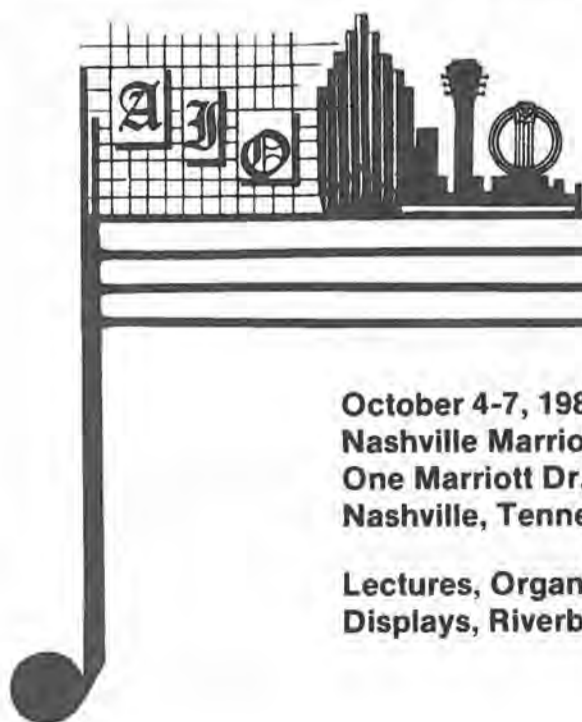 A I O
October 4-7, 198
Nashville Marrio
One Marriott Dr.
Nashville, Tenne
Lectures, Organ
Displays, Riverb